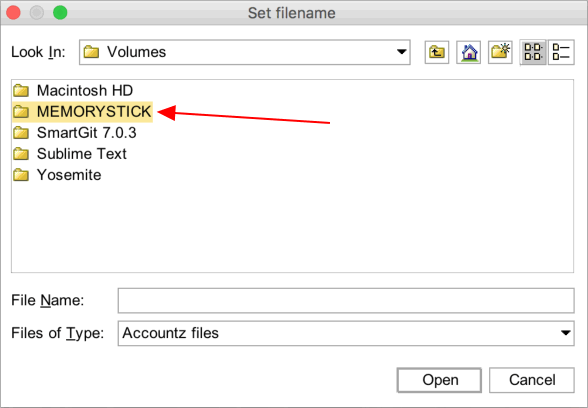 Set filename
Look In: Volumes
Macintosh HD
MEMORYSTICK
SmartGit 7.0.3
Sublime Text
Yosemite
File Name:
Files of Type: Accountz files
Open Cancel